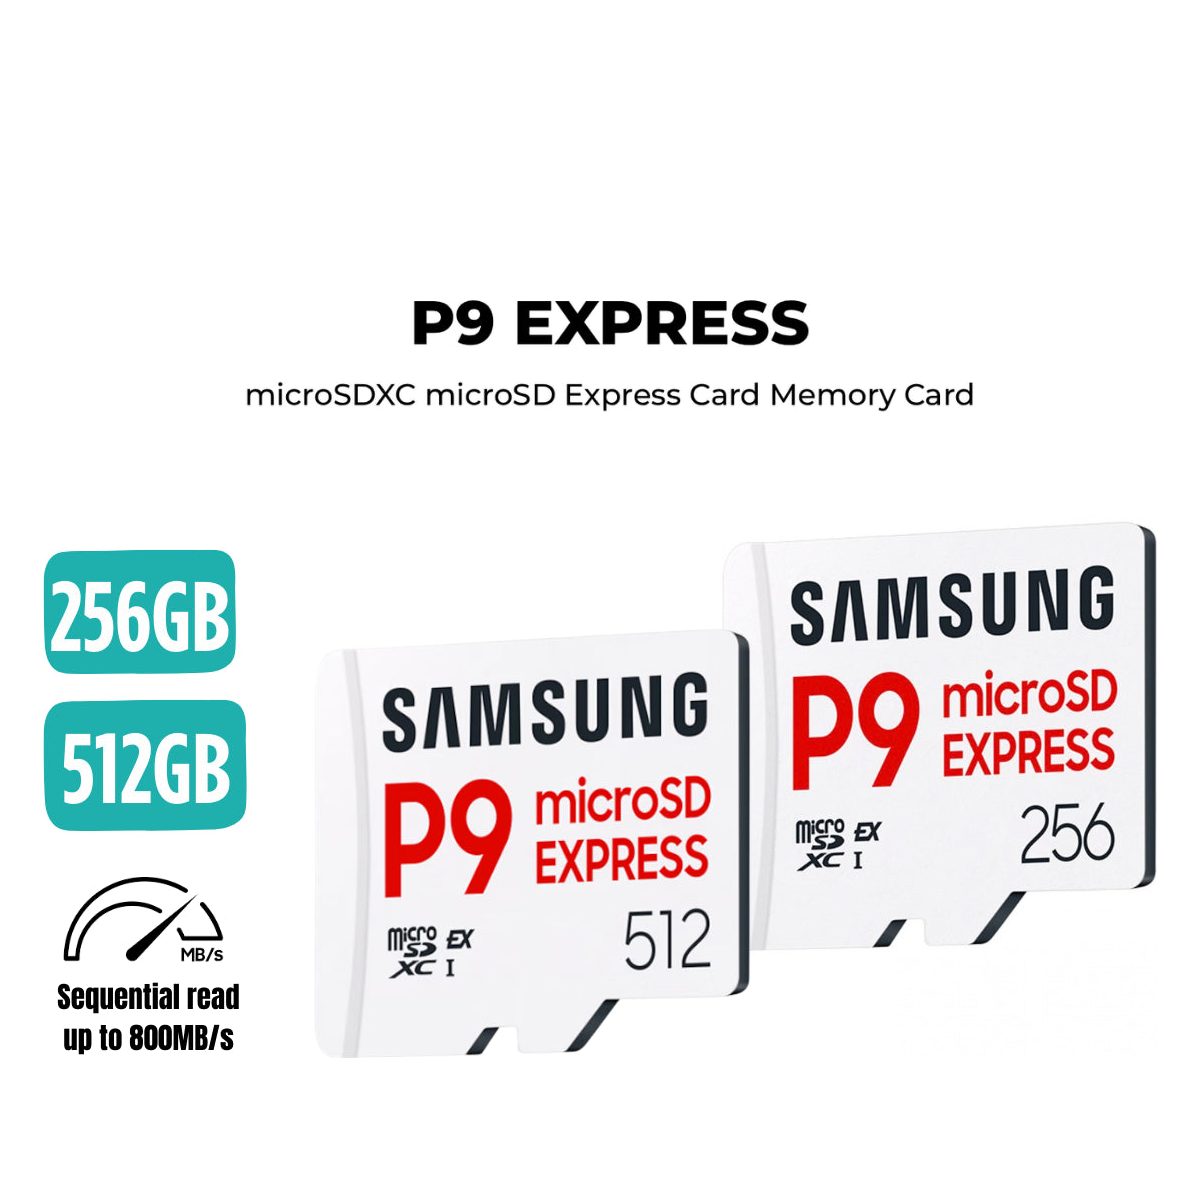 P9 EXPRESS
microSDXC microSD Express Card Memory Card
256GB
512GB
MB/s
Sequential read
up to 800MB/s
SAMSUNG
P9 microSD
EXPRESS
micro SD EX
XC I
512
SAMSUNG
P9 microSD
EXPRESS
micro SD EX
XC I
256